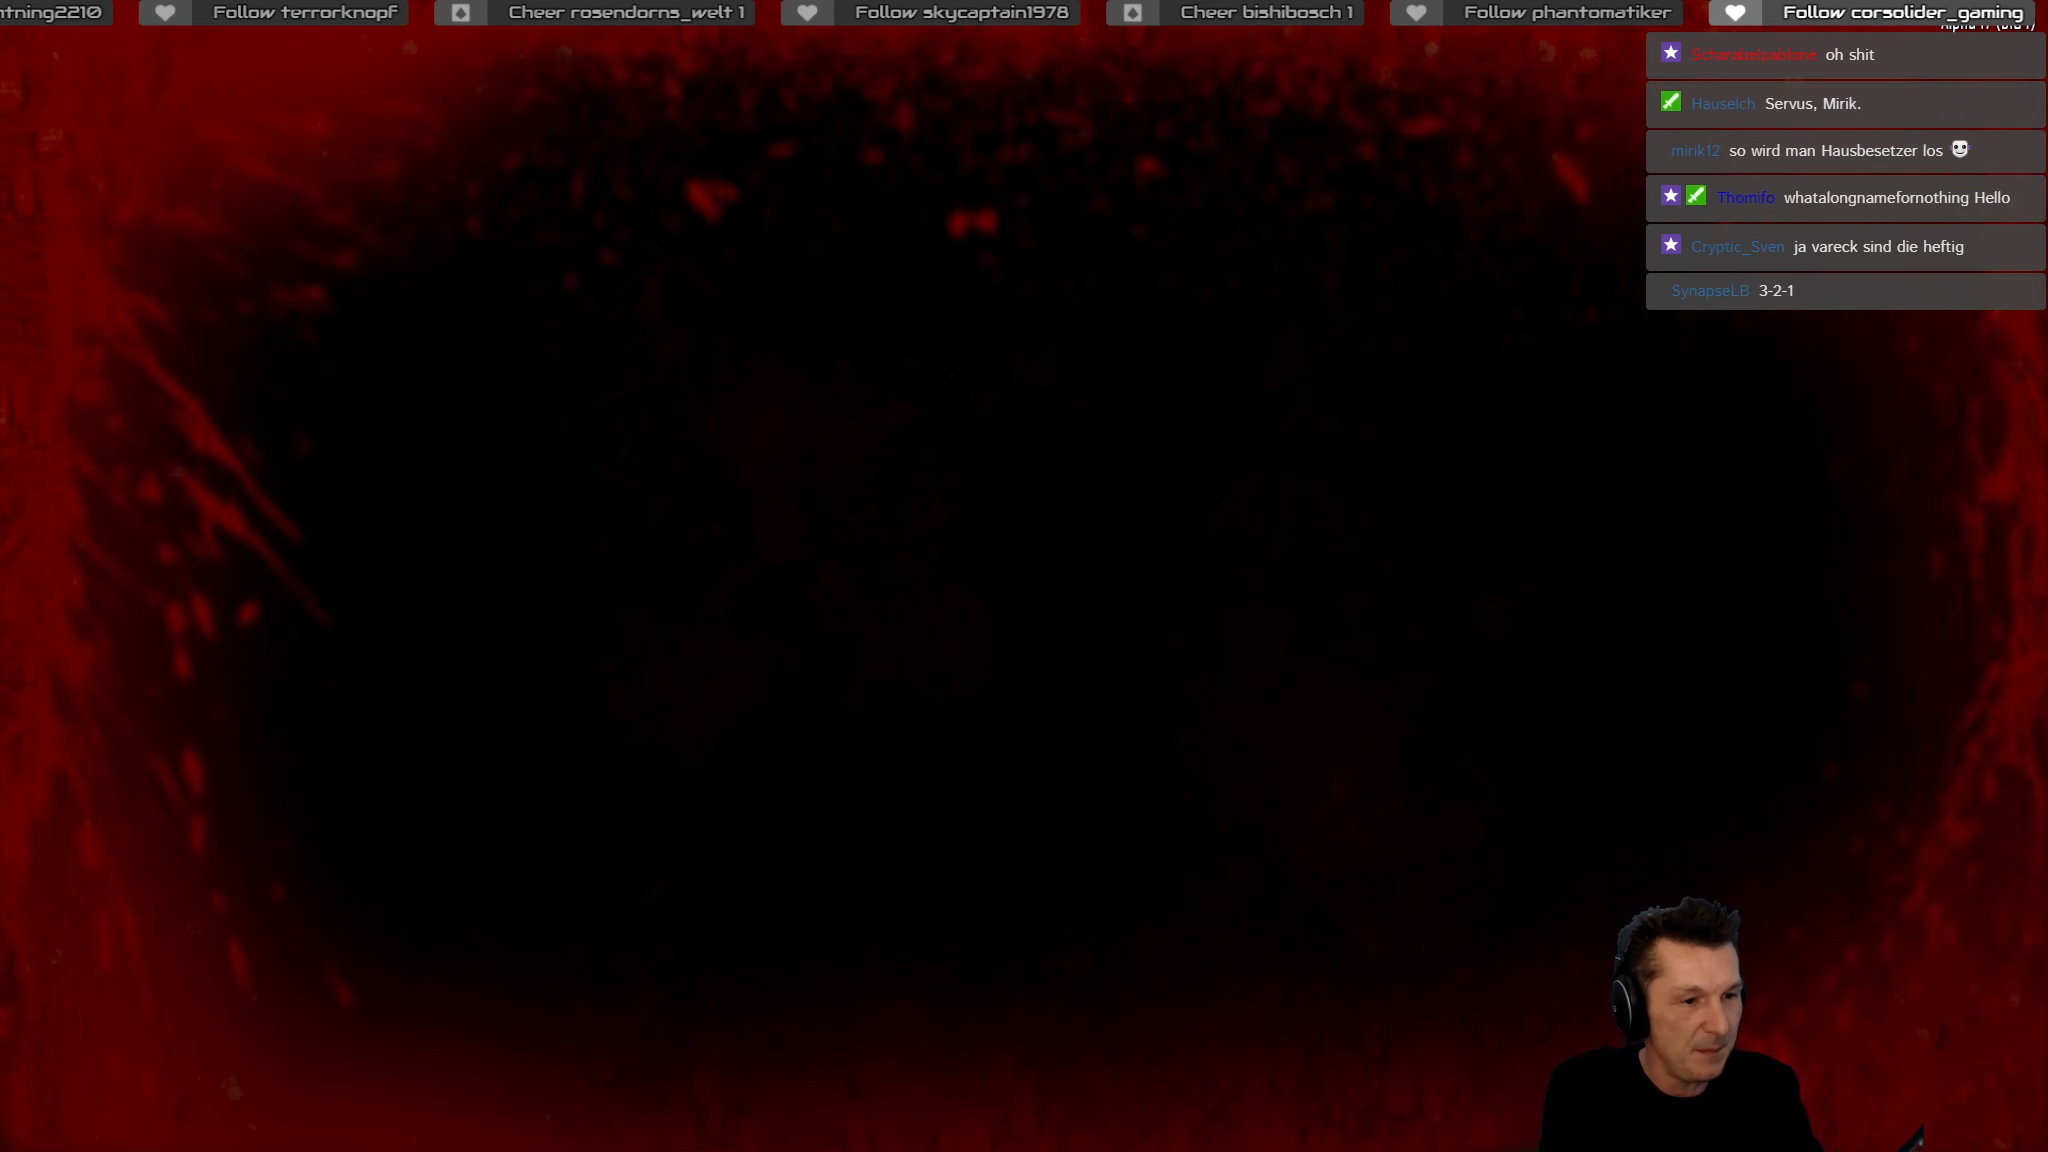 ntning2210
Follow terrorknopf
Cheer rosendorns_welt 1
Follow skycaptain1978
Cheer bishibosch 1
Follow phantomatiker
Follow corsolider_gaming
oh shit
Hauselch Servus, Mirik.
mirik12 so wird man Hausbesetzer los
Thomifo whatalongnamefornothing Hello
Cryptic_Sven ja vareck sind die heftig
SynapseLB 3-2-1